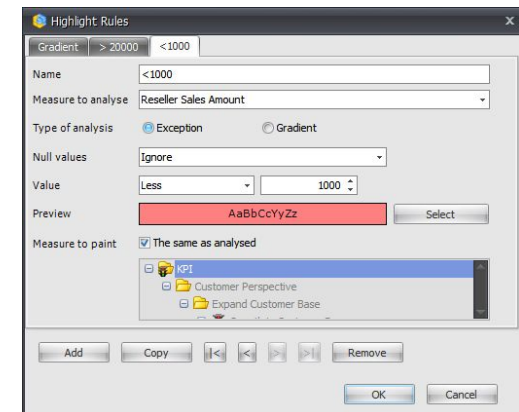 Highlight Rules x
Gradient > 20000 <1000
Name <1000
Measure to analyse Reseller Sales Amount
Type of analysis Exception Gradient
Null values Ignore
Value Less 1000
Preview AaBbCcYyZz Select
Measure to paint The same as analysed
KPI
Customer Perspective
Expand Customer Base
Add Copy |< < > >| Remove
OK Cancel